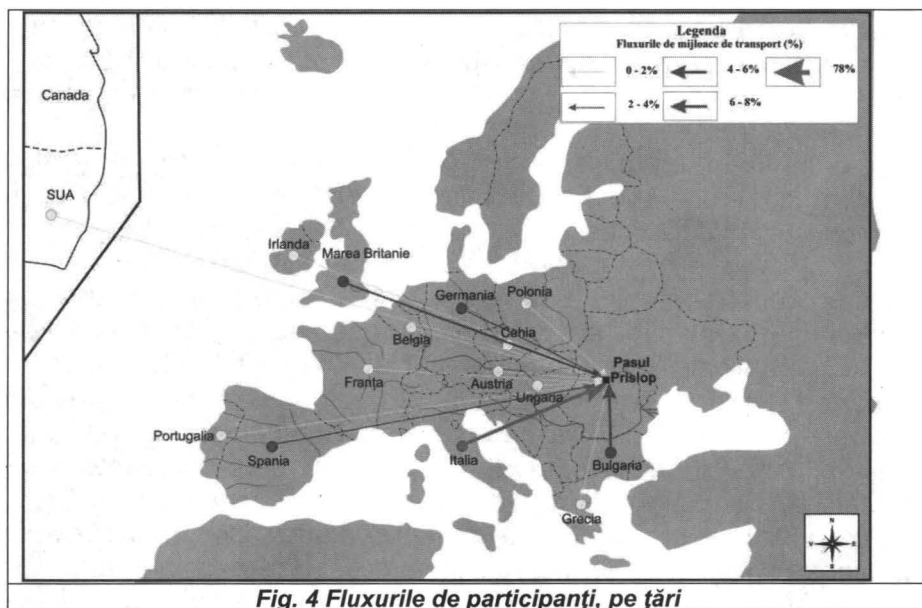 Legenda
Fluxurile de mijloace de transport (%)
0 - 2%
4 - 6%
78%
2 - 4%
6 - 8%
Canada
SUA
Irlanda
Marea Britanie
Germania
Polonia
Belgia
Cehia
Pasul
Prislop
Franța
Austria
Ungaria
Portugalia
Spania
Italia
Bulgaria
Grecia
N
V
E
S
Fig. 4 Fluxurile de participanți, pe țări